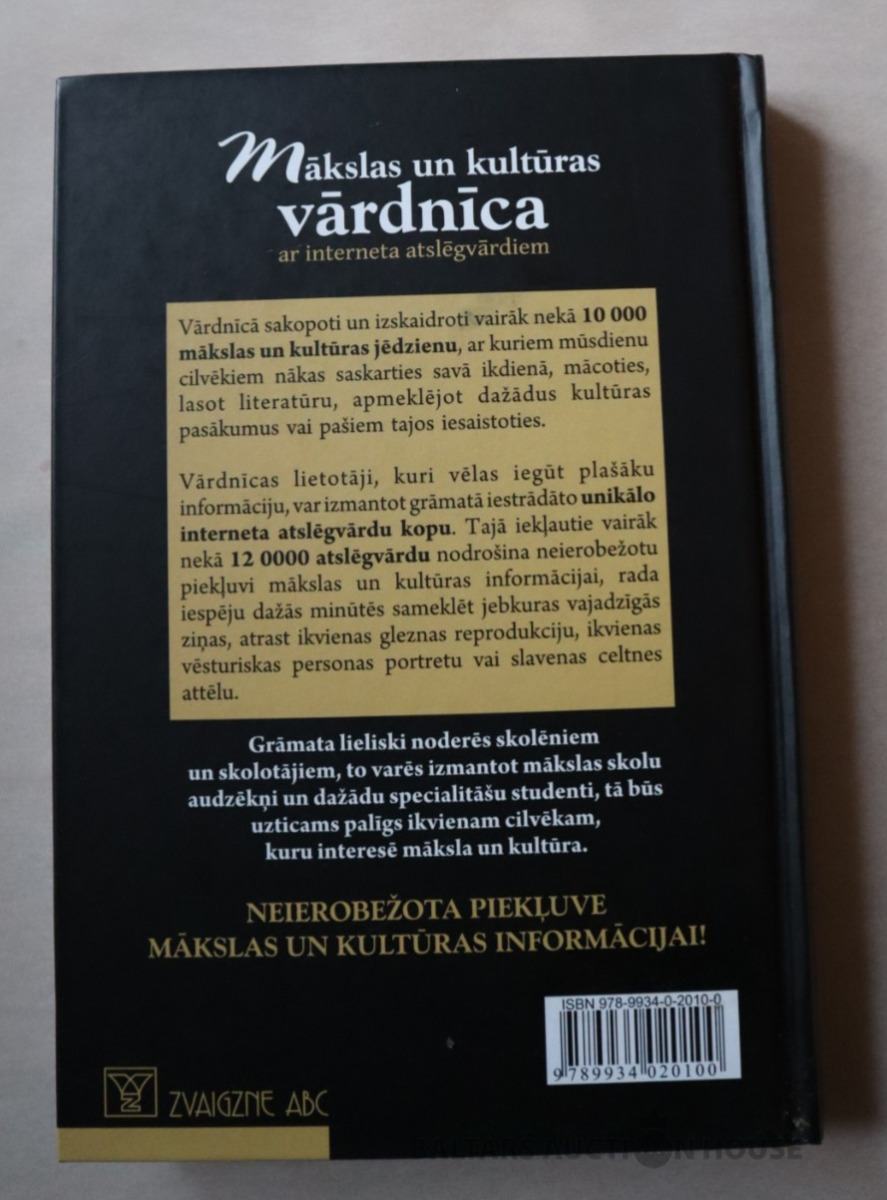 Mākslas un kultūras
vārdnīca
ar interneta atslēgvārdiem
Vārdnīcā sakopoti un izskaidroti vairāk nekā 10 000
mākslas un kultūras jēdzienu, ar kuriem mūsdienu
cilvēkiem nākas saskarties savā ikdienā, mācoties,
lasot literatūru, apmeklējot dažādus kultūras
pasākumus vai pašiem tajos iesaistoties.
Vārdnīcas lietotāji, kuri vēlas iegūt plašāku
informāciju, var izmantot grāmatā iestrādāto unikālo
interneta atslēgvārdu kopu. Tajā iekļautie vairāk
nekā 12 0000 atslēgvārdu nodrošina neierobežotu
piekļuvi mākslas un kultūras informācijai, rada
iespēju dažās minūtēs sameklēt jebkuras vajadzīgās
ziņas, atrast ikvienas gleznas reprodukciju, ikvienas
vēsturiskas personas portretu vai slavenas celtnes
attēlu.
Grāmata lieliski noderēs skolēniem
un skolotājiem, to varēs izmantot mākslas skolu
audzēkņi un dažādu specialitāšu studenti, tā būs
uzticams palīgs ikvienam cilvēkam,
kuru interesē māksla un kultūra.
NEIEROBEŽOTA PIEKĻUVE
MĀKSLAS UN KULTŪRAS INFORMĀCIJAI!
ISBN 978-9934-0-2010-0
9 789934 020100
ZVAIGZNE ABC
BALTARS AUCTION HOUSE